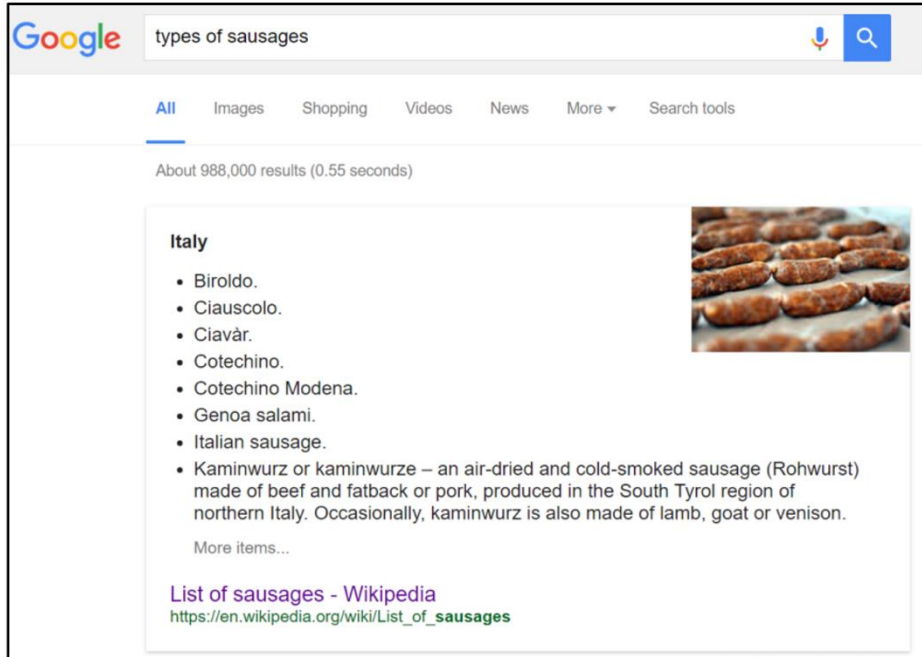 Google types of sausages
All Images Shopping Videos News More Search tools
About 988,000 results (0.55 seconds)
Italy
• Biroldo.
• Ciauscolo.
• Ciavàr.
• Cotechino.
• Cotechino Modena.
• Genoa salami.
• Italian sausage.
• Kaminwurz or kaminwurze – an air-dried and cold-smoked sausage (Rohwurst)
made of beef and fatback or pork, produced in the South Tyrol region of
northern Italy. Occasionally, kaminwurz is also made of lamb, goat or venison.
More items...
List of sausages - Wikipedia
https://en.wikipedia.org/wiki/List_of_sausages